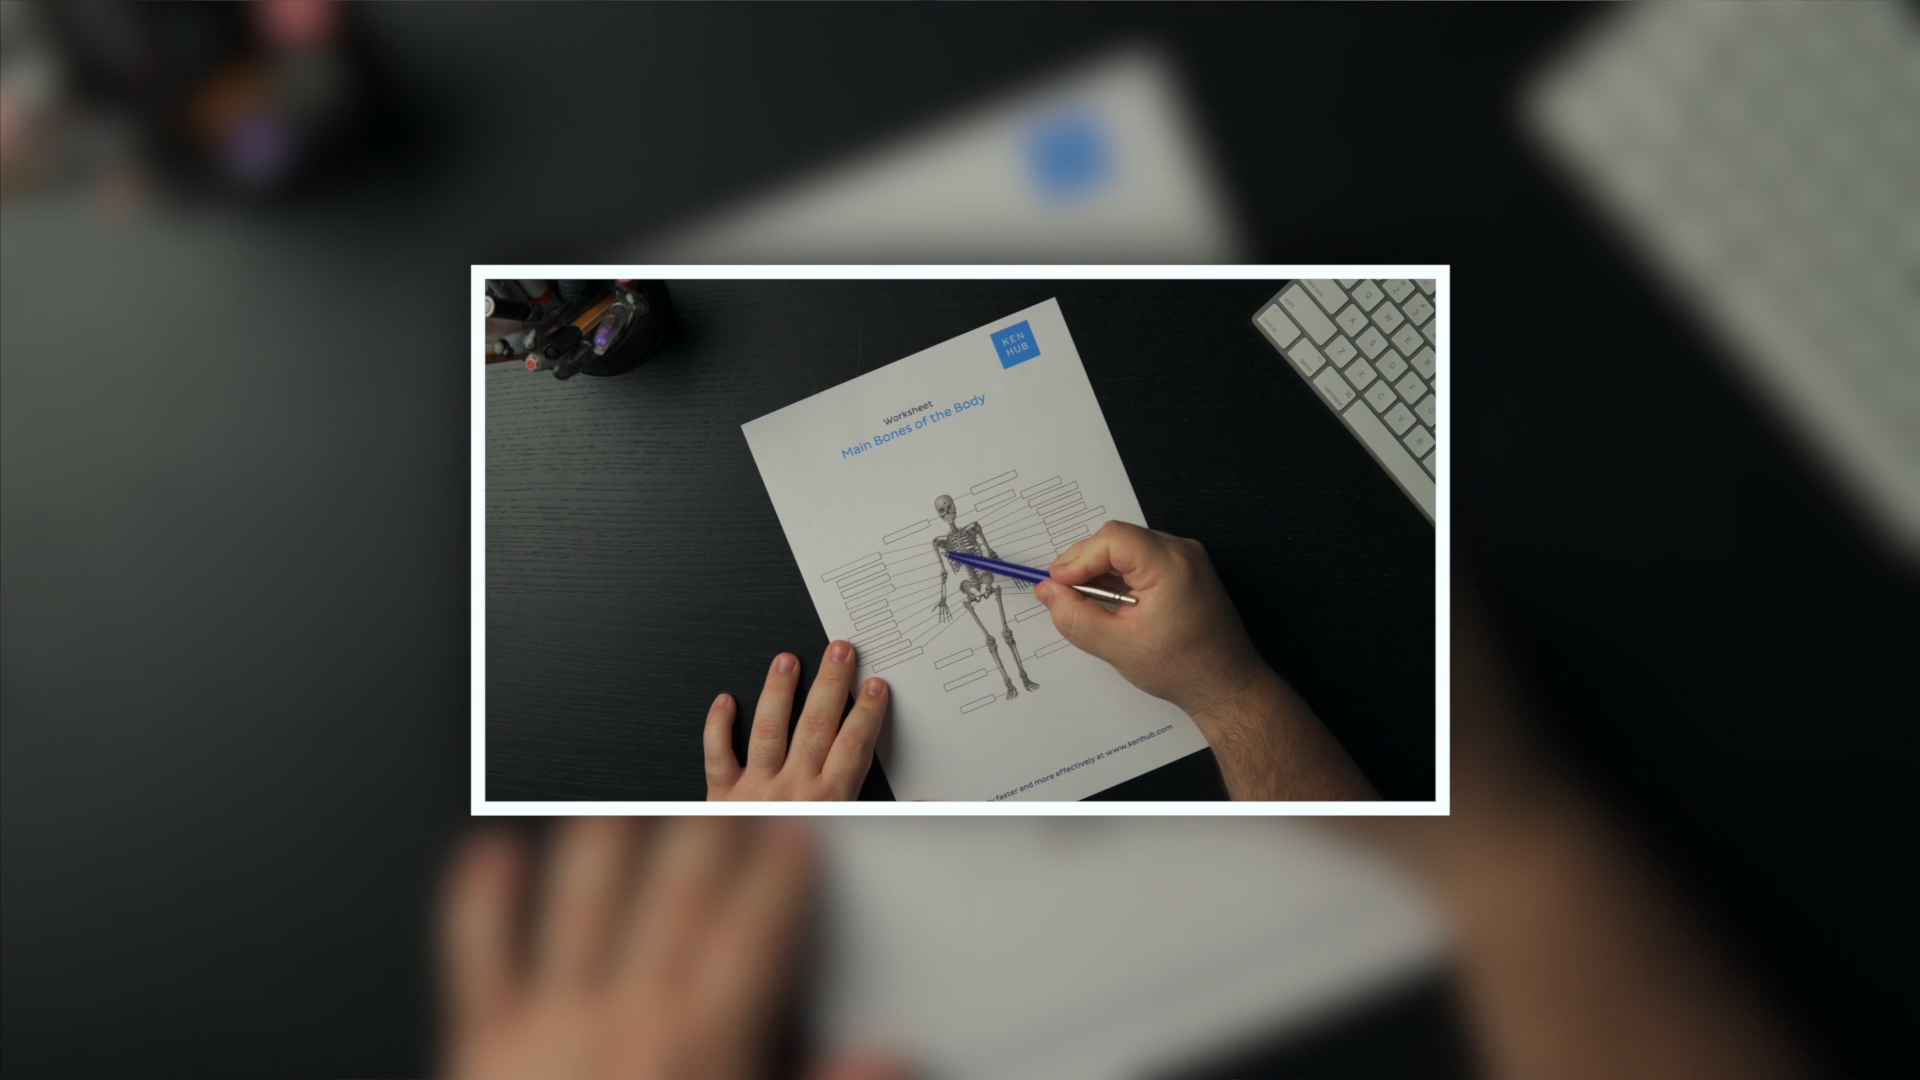 KEN
HUB
Worksheet
Main Bones of the Body
faster and more effectively at www.kenhub.com
Q
W
A
S
E
Z
D
R
X
F
C
G
V
B